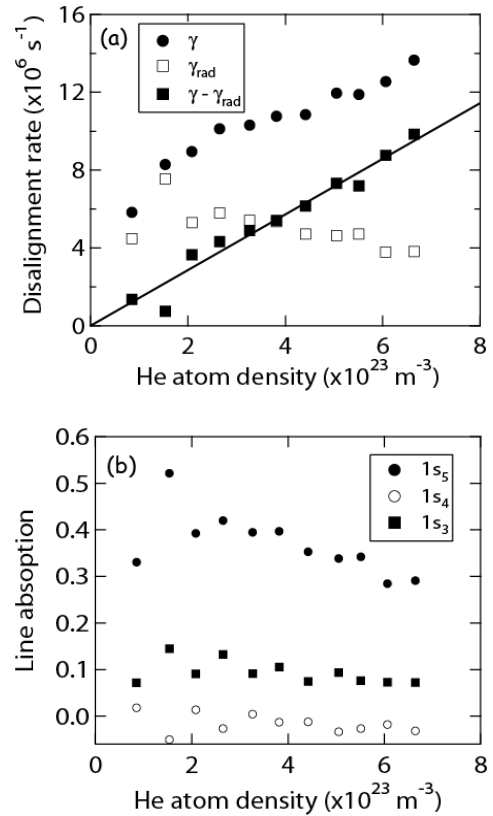 (a)
γ
γrad
γ - γrad
Disalignment rate (x10⁶ s⁻¹)
16
12
8
4
0
0 2 4 6 8
He atom density (x10²³ m⁻³)
(b)
1s₅
1s₄
1s₃
Line absoption
0.6
0.5
0.4
0.3
0.2
0.1
0.0
0 2 4 6 8
He atom density (x10²³ m⁻³)